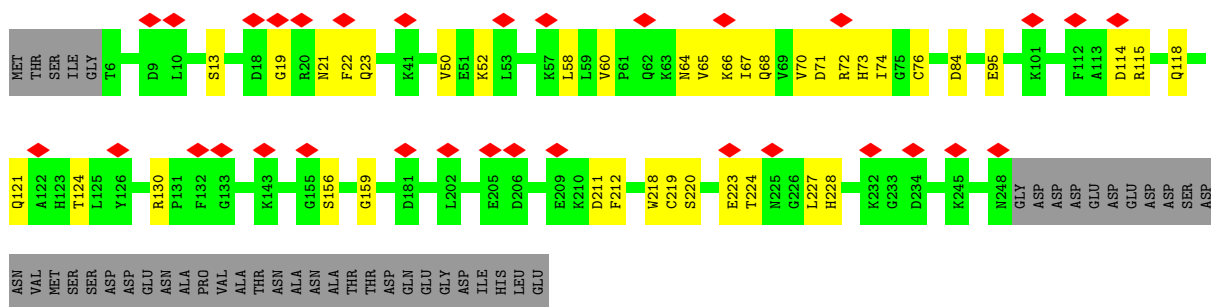 MET THR SER ILE GLY T6 D9 L10 S13 D18 G19 R20 N21 F22 Q23 K41 V50 E51 K52 L53 K57 L58 L59 V60 P61 Q62 K63 N64 V65 K66 I67 Q68 V69 V70 D71 R72 H73 I74 G75 C76 D84 E95 K101 F112 A113 D114 R115 Q118
Q121 A122 H123 T124 L125 Y126 R130 P131 F132 G133 K143 G155 S156 G159 D181 L202 E205 D206 E209 K210 D211 F212 W218 C219 S220 E223 T224 N225 G226 L227 H228 K232 G233 D234 K245 N248 GLY ASP ASP ASP GLU ASP GLU ASP ASP ASP SER ASP
ASN VAL MET SER SER ASP ASP GLU ASN ALA PRO VAL ALA THR ASN ALA ASN ALA THR THR ASP GLN GLU GLY ASP ILE HIS LEU GLU